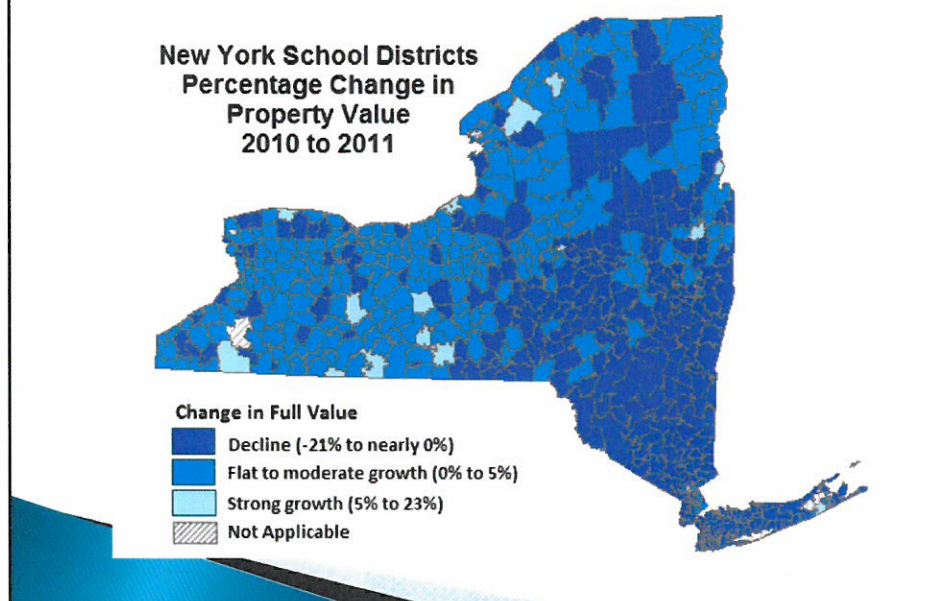 New York School Districts
Percentage Change in
Property Value
2010 to 2011
Change in Full Value
Decline (-21% to nearly 0%)
Flat to moderate growth (0% to 5%)
Strong growth (5% to 23%)
Not Applicable